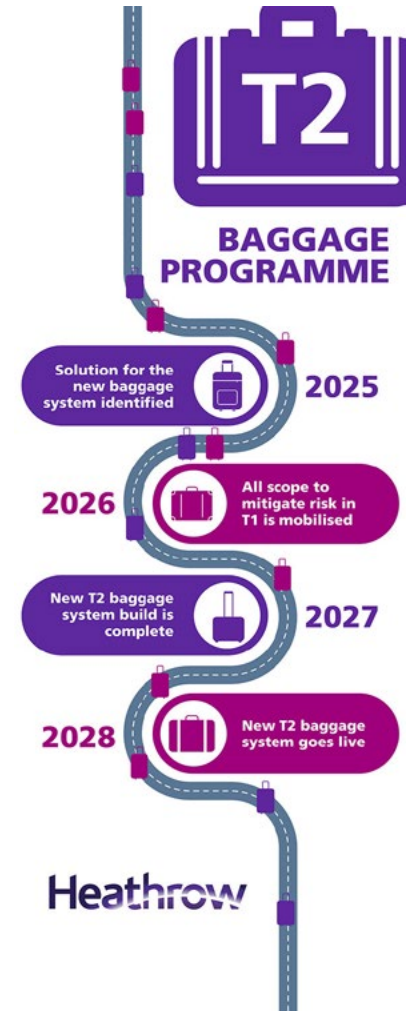 T2
BAGGAGE
PROGRAMME
Solution for the
new baggage
system identified
2025
2026
All scope to
mitigate risk in
T1 is mobilised
New T2 baggage
system build is
complete
2027
2028
New T2 baggage
system goes live
Heathrow